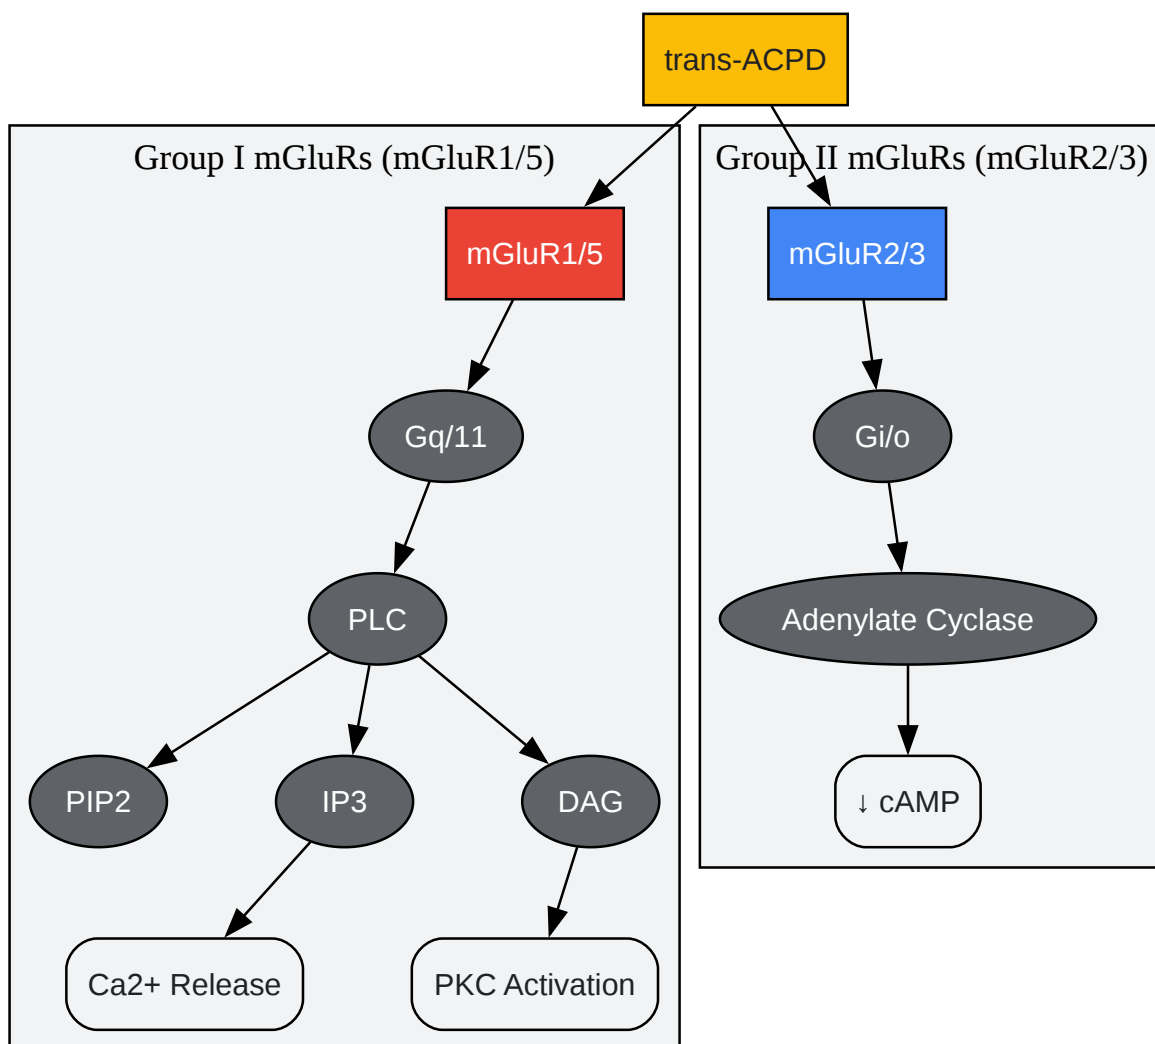 trans-ACPD
Group I mGluRs (mGluR1/5)
Group II mGluRs (mGluR2/3)
mGluR1/5
mGluR2/3
Gq/11
Gi/o
PLC
Adenylate Cyclase
PIP2
IP3
DAG
↓ cAMP
Ca2+ Release
PKC Activation